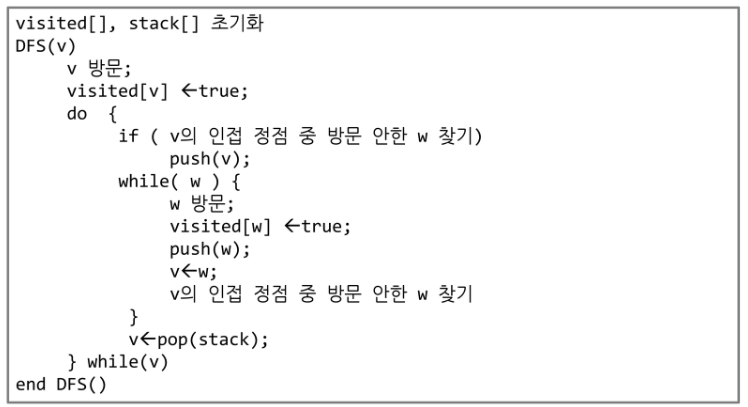 visited[], stack[] 초기화
DFS(v)
v 방문;
visited[v] ←true;
do {
if ( v의 인접 정점 중 방문 안한 w 찾기)
push(v);
while( w ) {
w 방문;
visited[w] ←true;
push(w);
v←w;
v의 인접 정점 중 방문 안한 w 찾기
}
v←pop(stack);
} while(v)
end DFS()